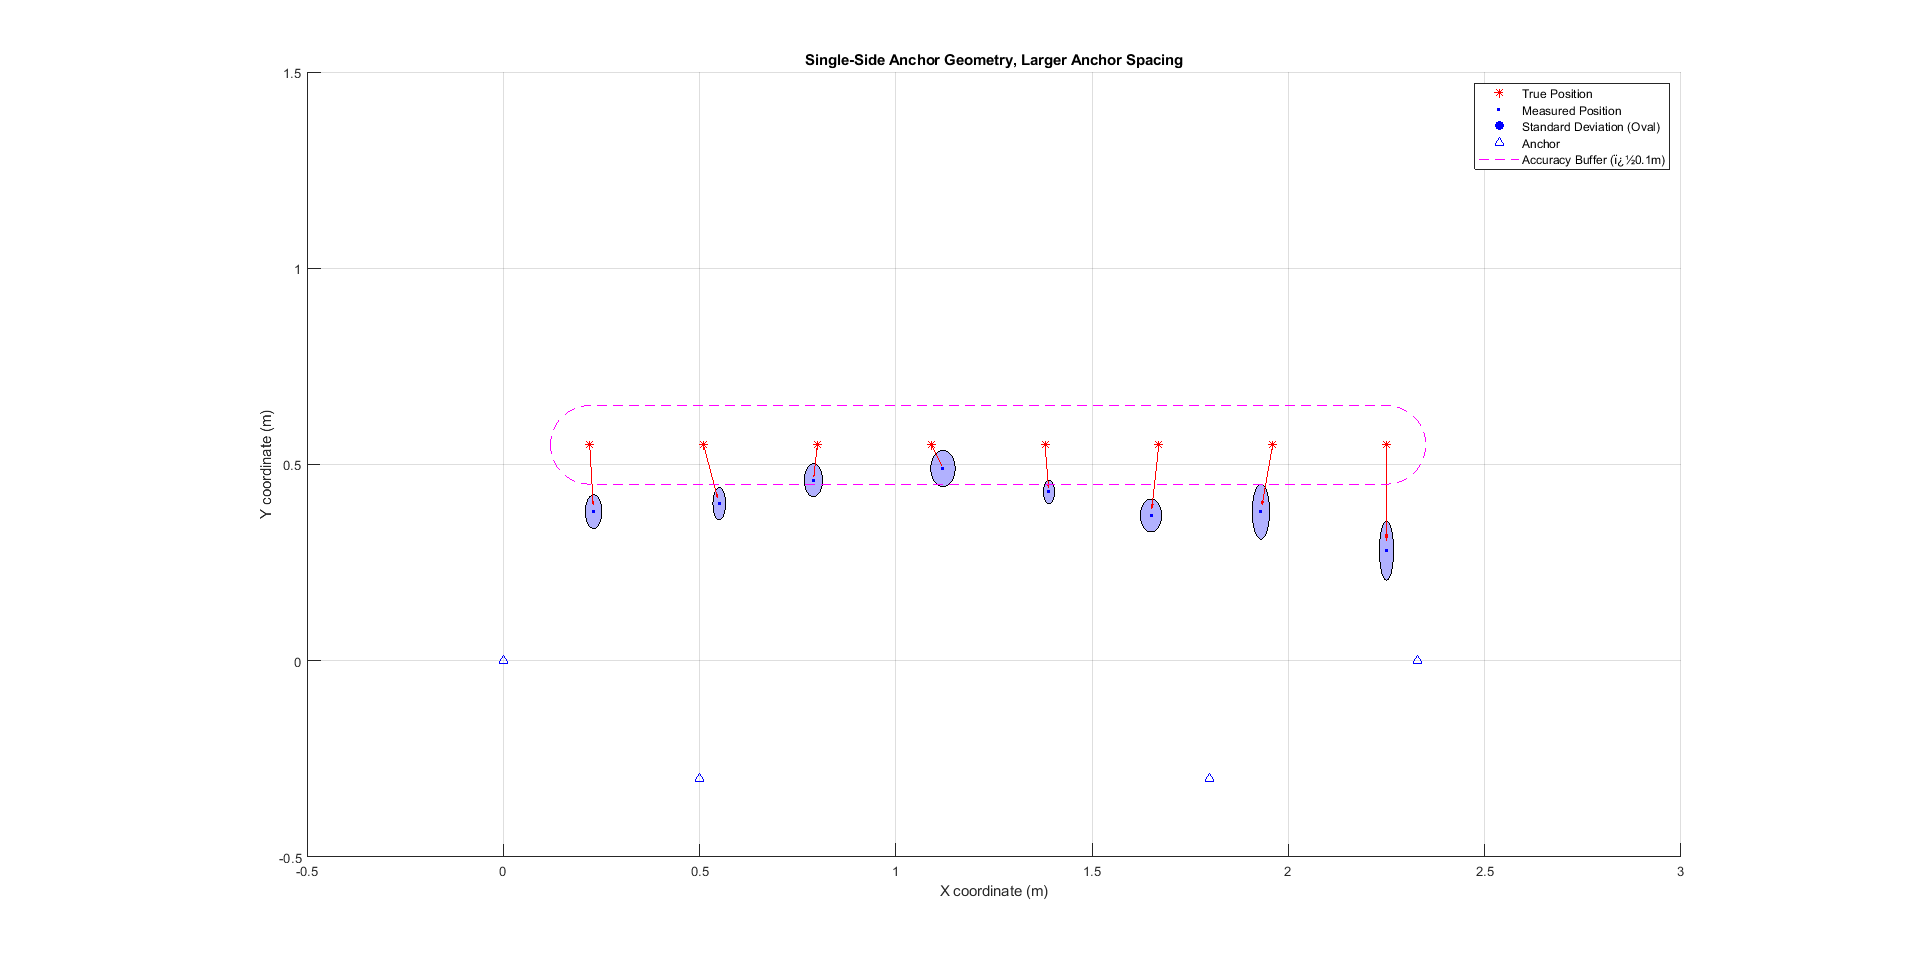 Single-Side Anchor Geometry, Larger Anchor Spacing
1.5
1
0.5
0
-0.5
Y coordinate (m)
True Position
Measured Position
Standard Deviation (Oval)
Anchor
Accuracy Buffer (ï¿½0.1m)
-0.5 0 0.5 1 1.5 2 2.5 3
X coordinate (m)